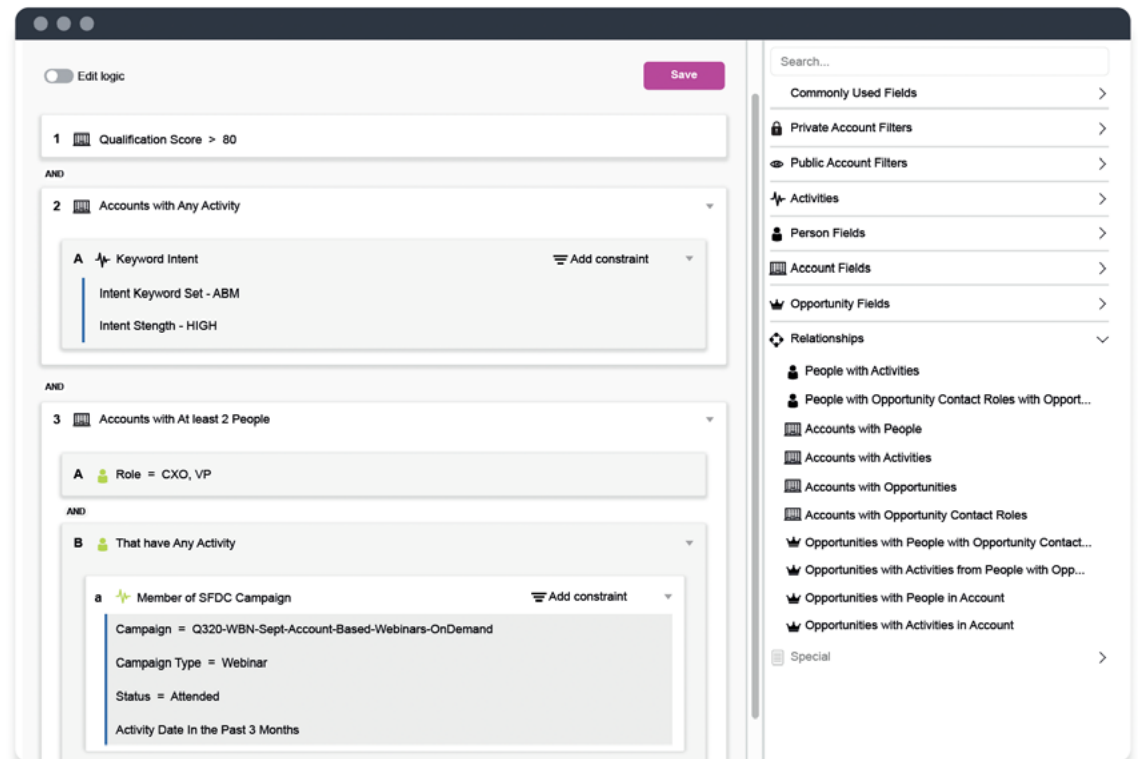 Edit logic
Save
1 Qualification Score > 80
AND
2 Accounts with Any Activity
A Keyword Intent
Add constraint
Intent Keyword Set - ABM
Intent Stength - HIGH
AND
3 Accounts with At least 2 People
A Role = CXO, VP
AND
B That have Any Activity
a Member of SFDC Campaign
Add constraint
Campaign = Q320-WBN-Sept-Account-Based-Webinars-OnDemand
Campaign Type = Webinar
Status = Attended
Activity Date In the Past 3 Months
Search...
Commonly Used Fields
Private Account Filters
Public Account Filters
Activities
Person Fields
Account Fields
Opportunity Fields
Relationships
People with Activities
People with Opportunity Contact Roles with Opport...
Accounts with People
Accounts with Activities
Accounts with Opportunities
Accounts with Opportunity Contact Roles
Opportunities with People with Opportunity Contact...
Opportunities with Activities from People with Opp...
Opportunities with People in Account
Opportunities with Activities in Account
Special